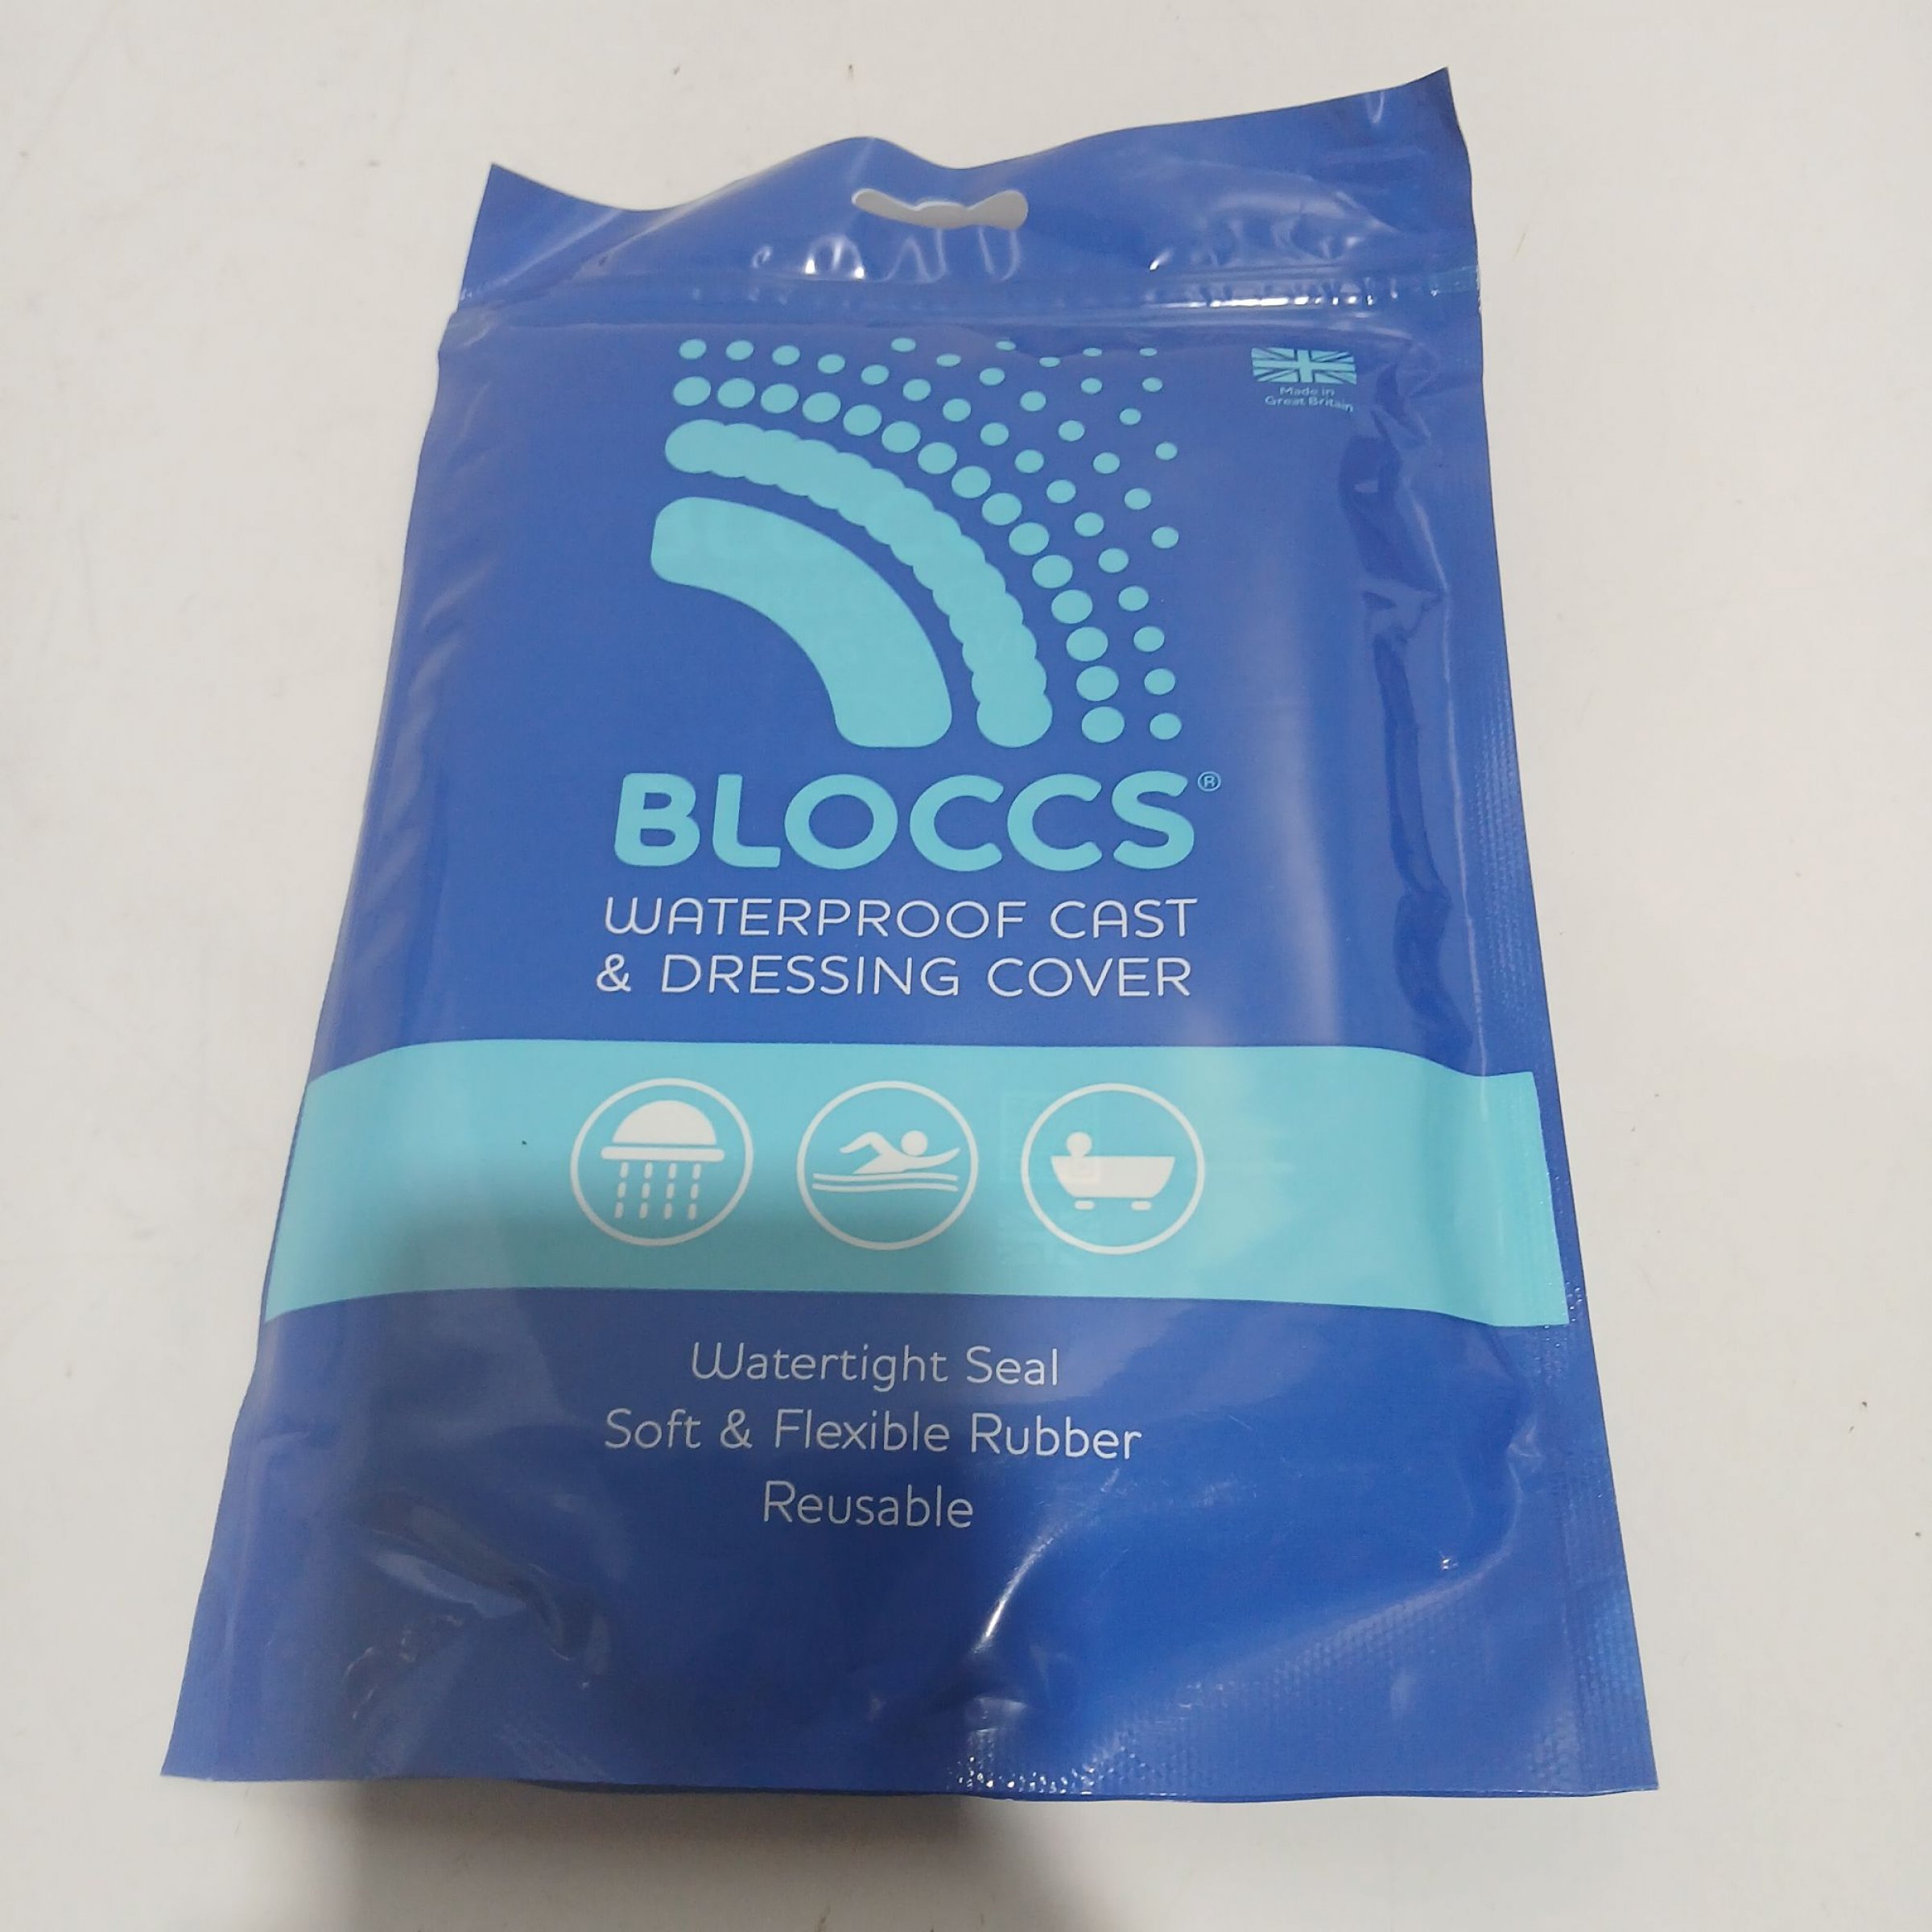 Made in
Great Britain
BLOCCS®
WATERPROOF CAST
& DRESSING COVER
Watertight Seal
Soft & Flexible Rubber
Reusable